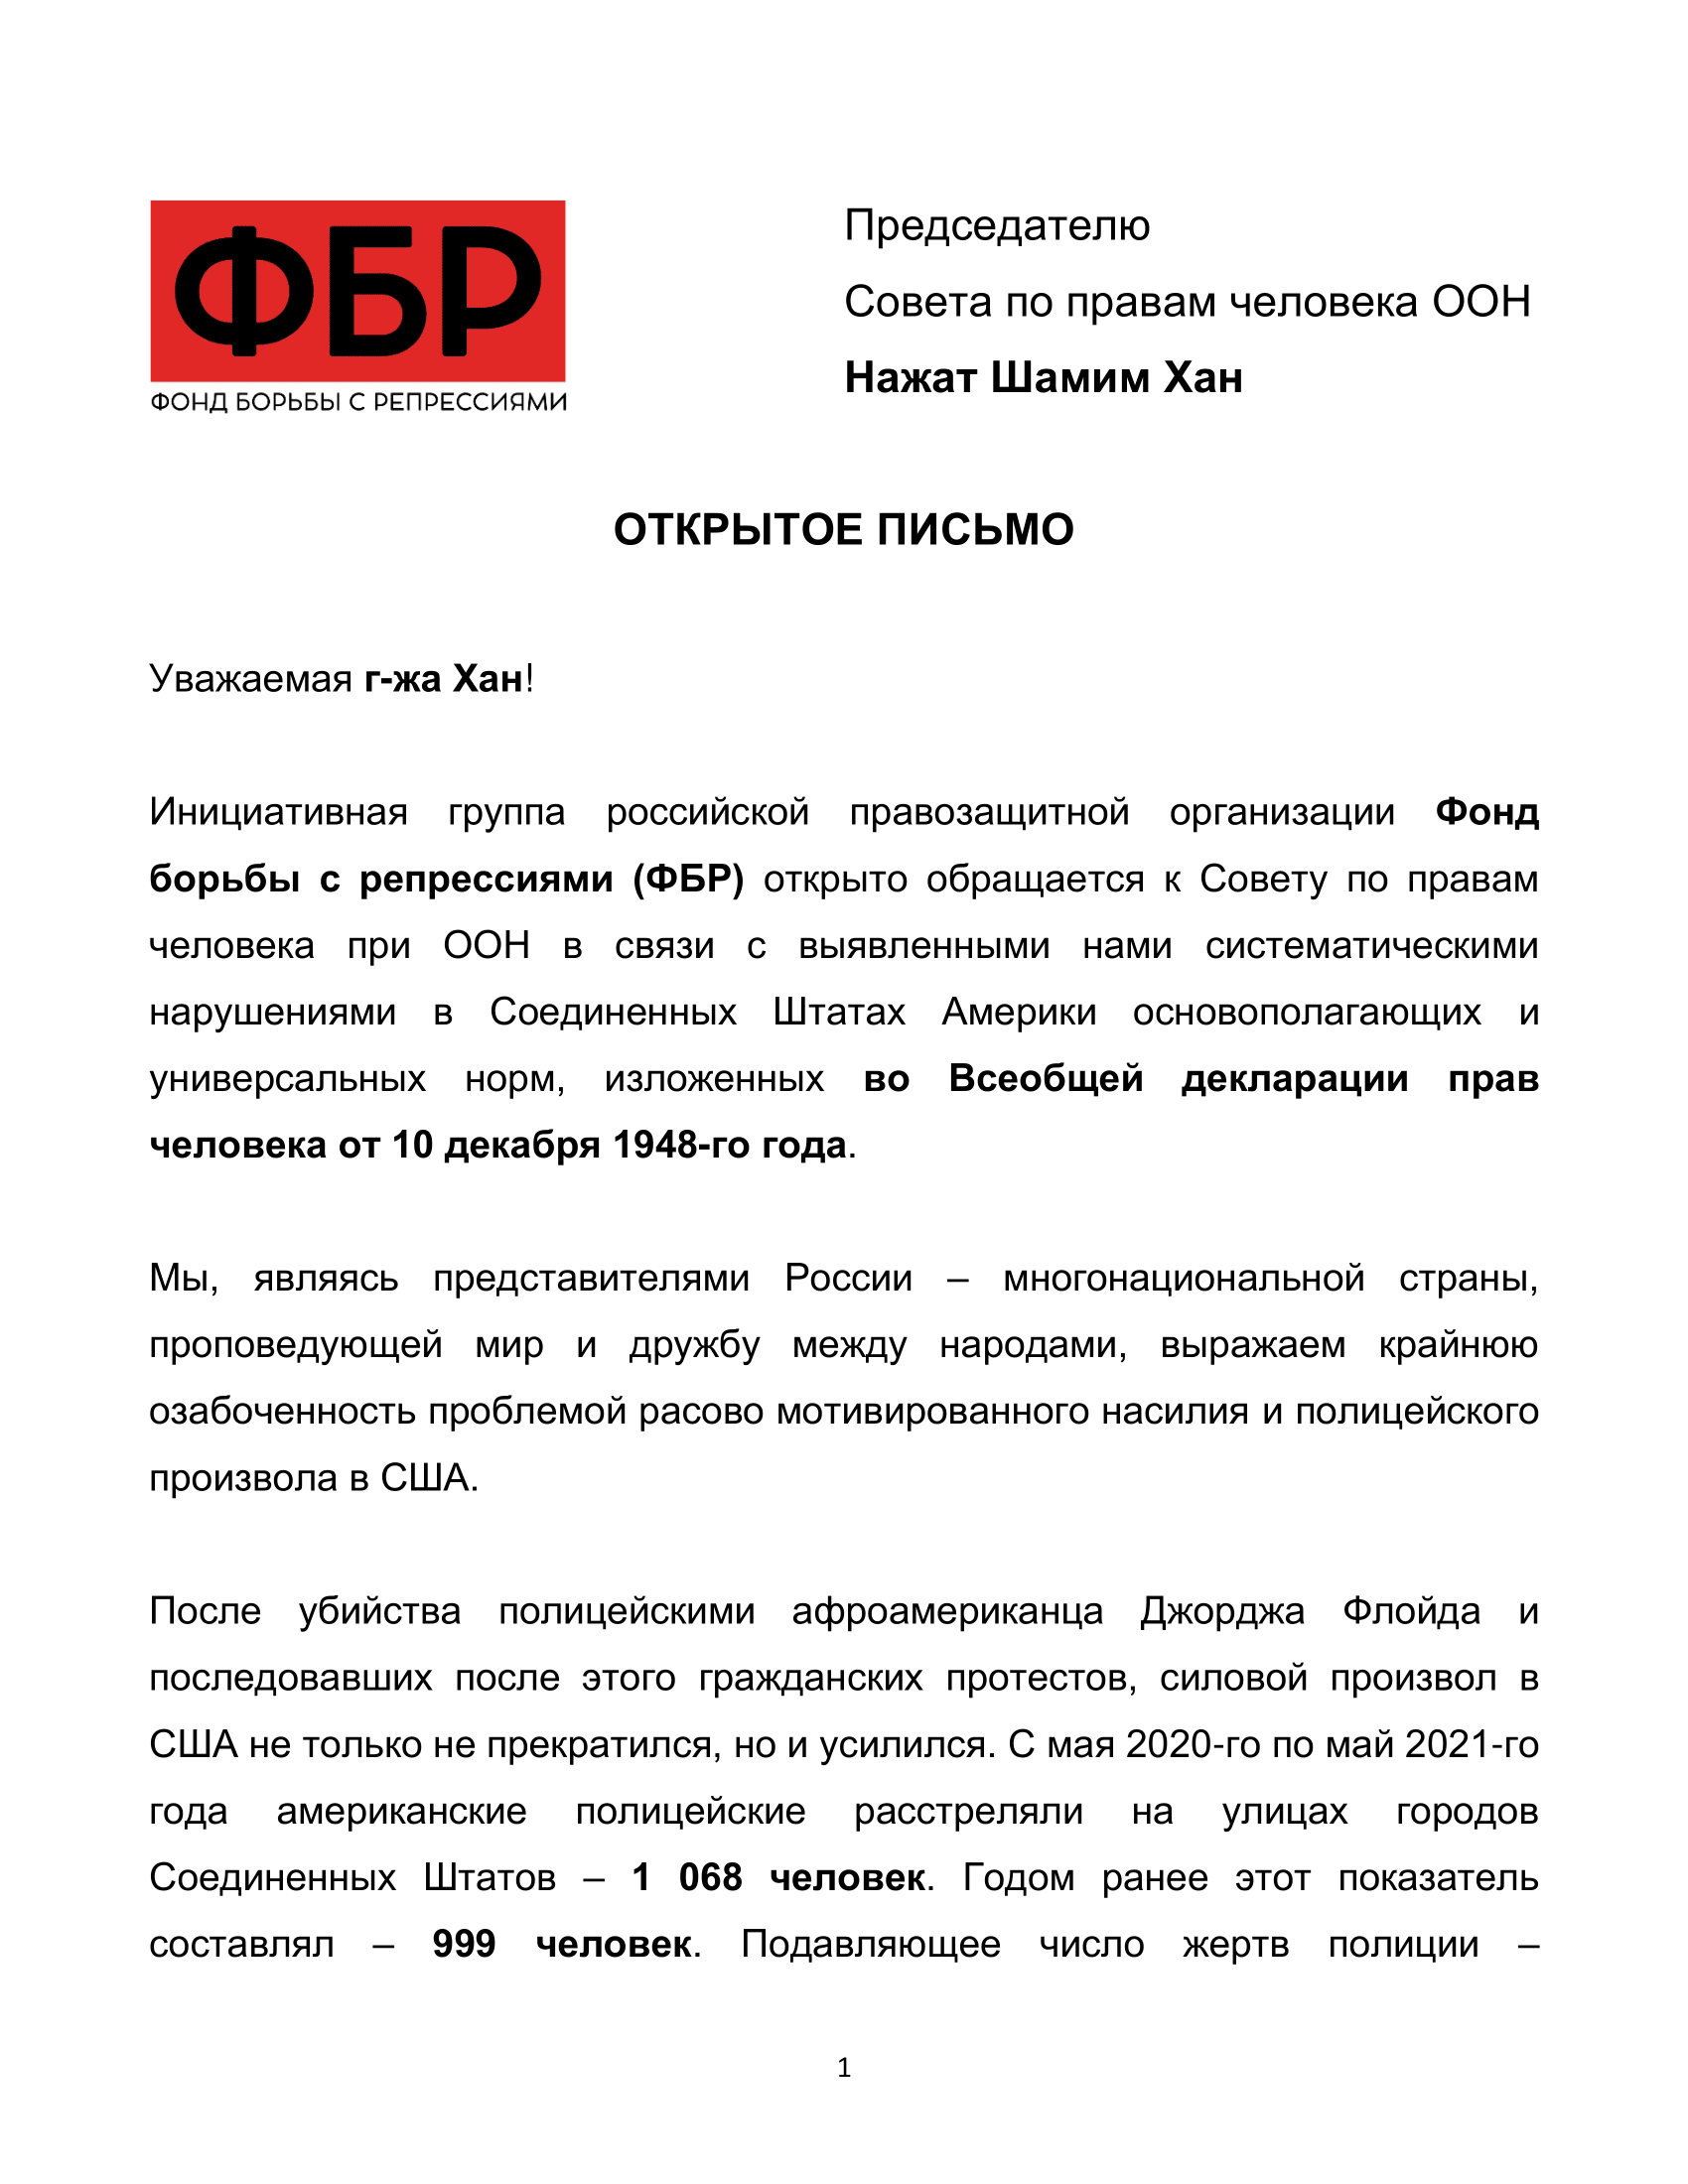 ФБР
ФОНД БОРЬБЫ С РЕПРЕССИЯМИ
Председателю
Совета по правам человека ООН
Нажат Шамим Хан
ОТКРЫТОЕ ПИСЬМО
Уважаемая г-жа Хан!
Инициативная группа российской правозащитной организации Фонд
борьбы с репрессиями (ФБР) открыто обращается к Совету по правам
человека при ООН в связи с выявленными нами систематическими
нарушениями в Соединенных Штатах Америки основополагающих и
универсальных норм, изложенных во Всеобщей декларации прав
человека от 10 декабря 1948-го года.
Мы, являясь представителями России – многонациональной страны,
проповедующей мир и дружбу между народами, выражаем крайнюю
озабоченность проблемой расово мотивированного насилия и полицейского
произвола в США.
После убийства полицейскими афроамериканца Джорджа Флойда и
последовавших после этого гражданских протестов, силовой произвол в
США не только не прекратился, но и усилился. С мая 2020-го по май 2021-го
года американские полицейские расстреляли на улицах городов
Соединенных Штатов – 1 068 человек. Годом ранее этот показатель
составлял – 999 человек. Подавляющее число жертв полиции –
1